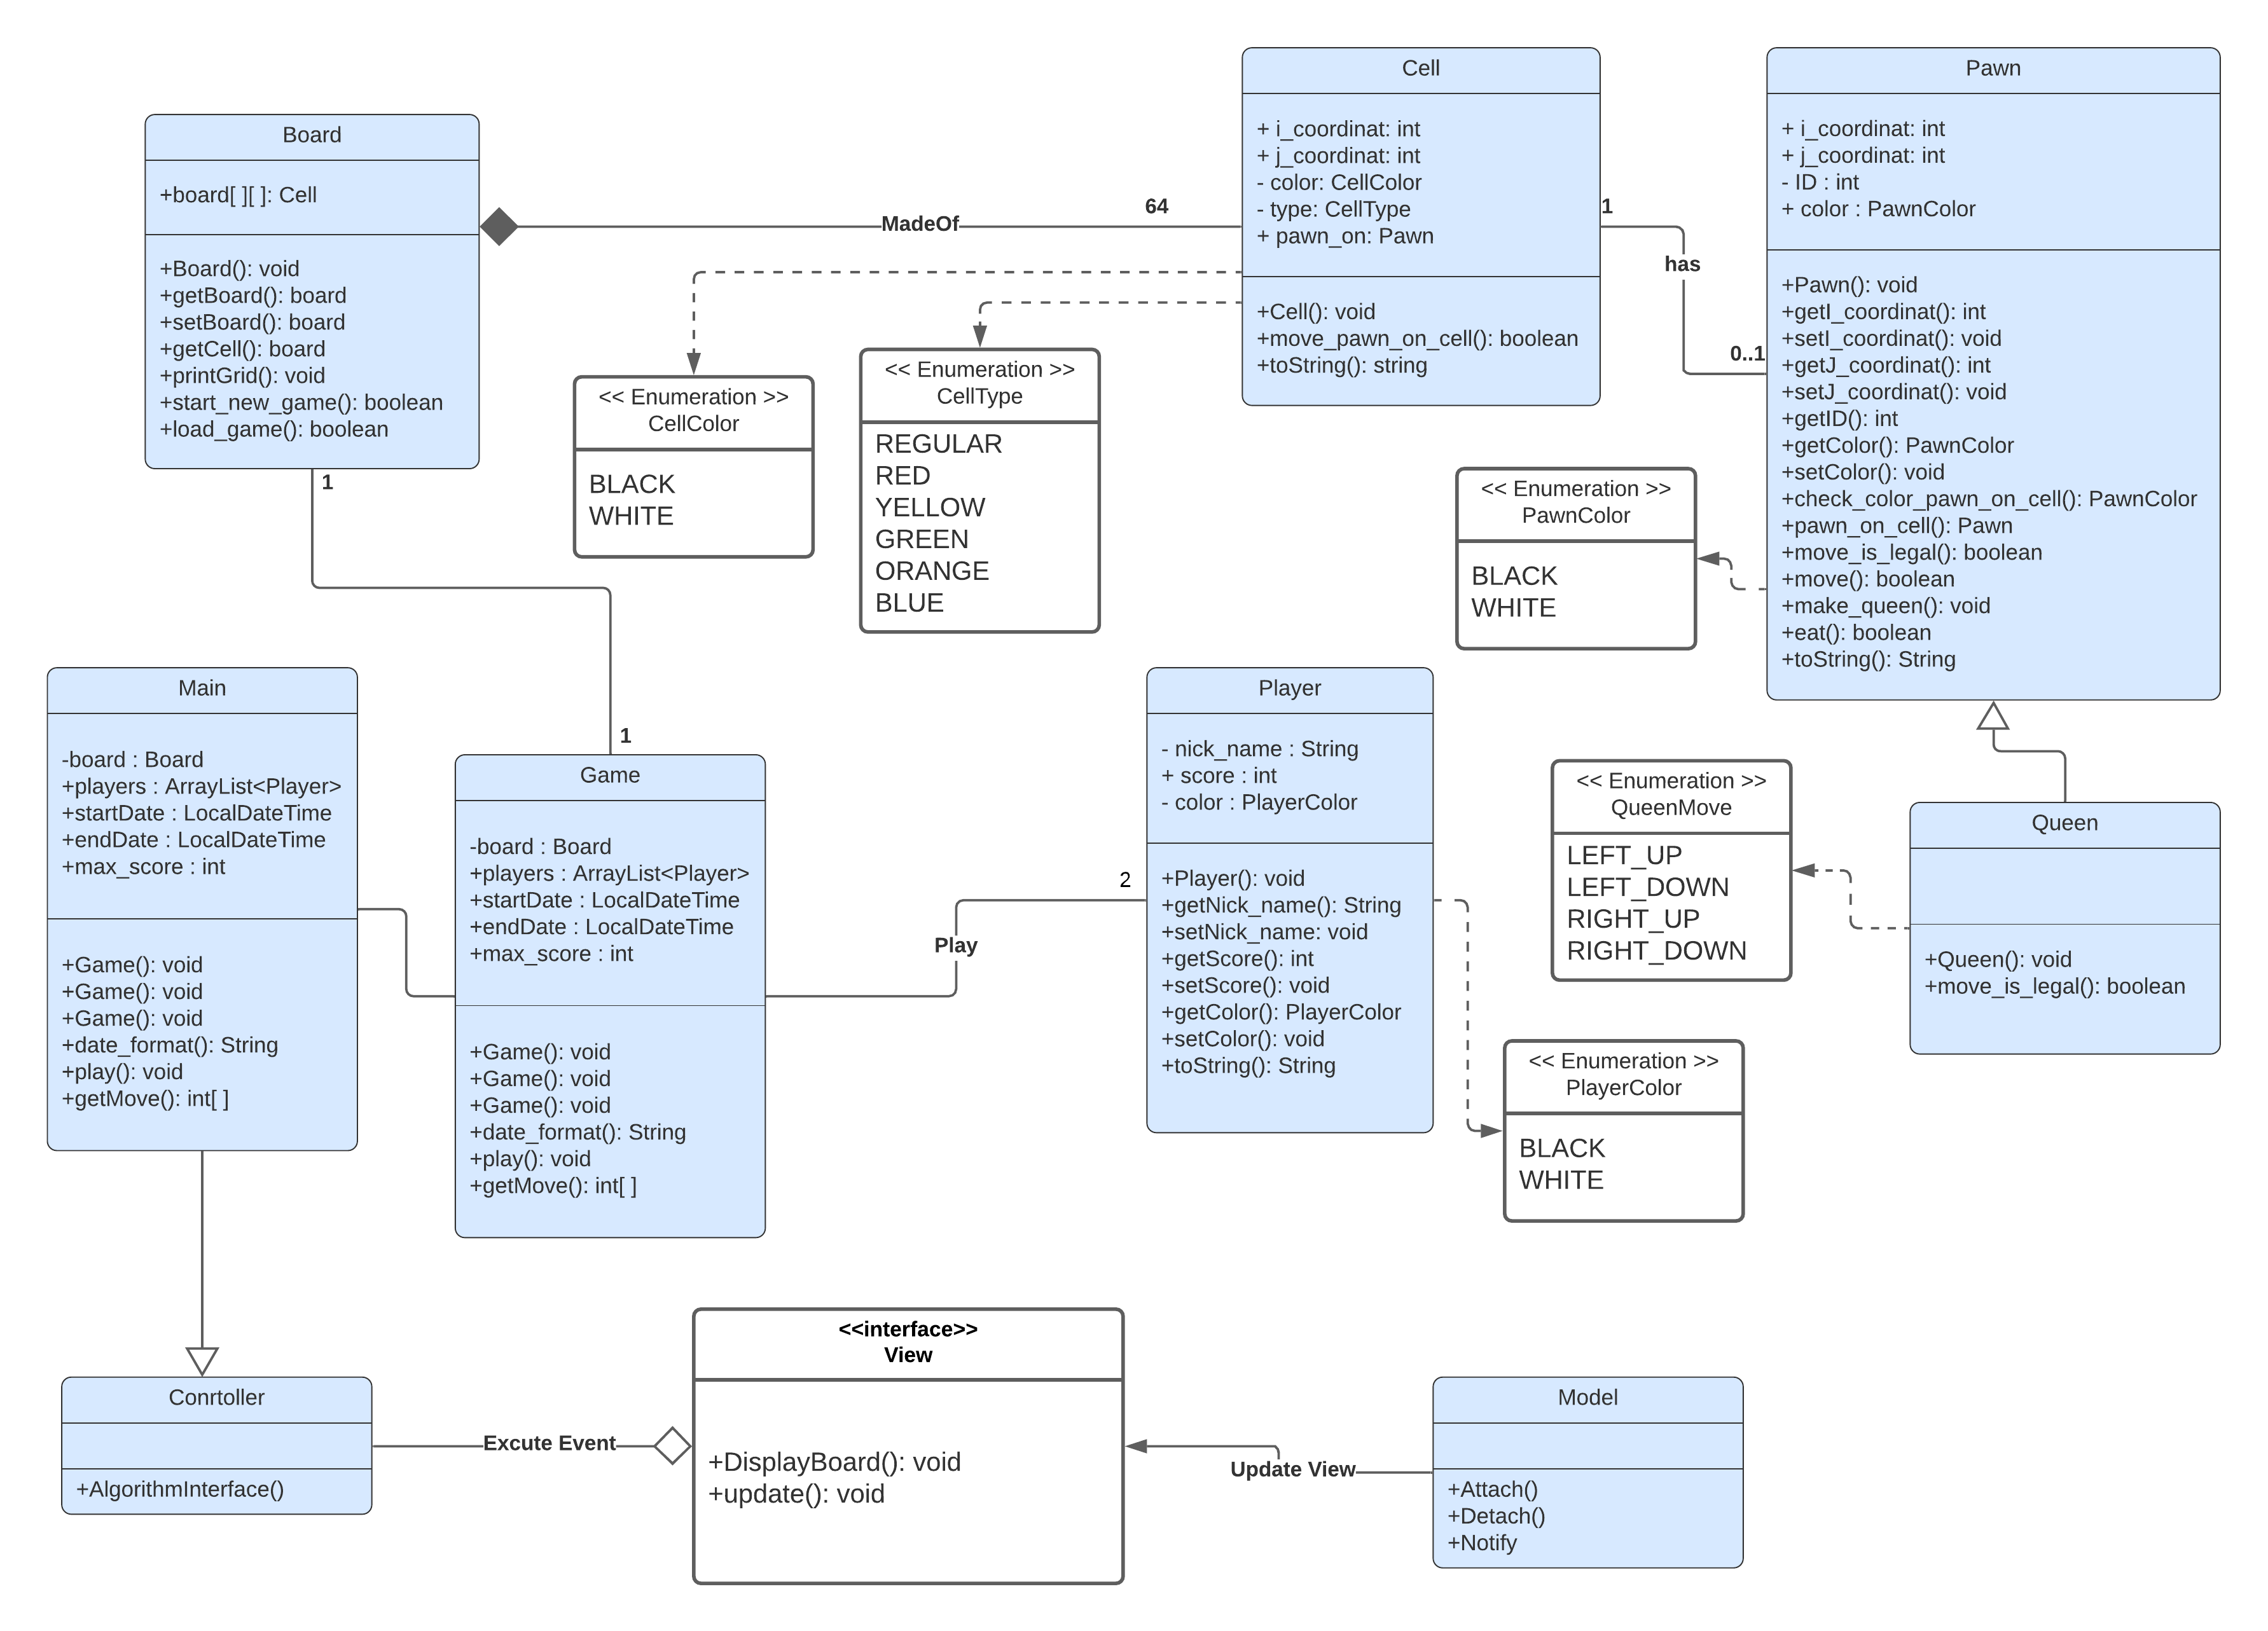 Board
+board[ ][ ]: Cell
+Board(): void
+getBoard(): board
+setBoard(): board
+getCell(): board
+printGrid(): void
+start_new_game(): boolean
+load_game(): boolean
1
MadeOf
64
Cell
+ i_coordinat: int
+ j_coordinat: int
- color: CellColor
- type: CellType
+ pawn_on: Pawn
+Cell(): void
+move_pawn_on_cell(): boolean
+toString(): string
1
has
0..1
Pawn
+ i_coordinat: int
+ j_coordinat: int
- ID : int
+ color : PawnColor
+Pawn(): void
+getI_coordinat(): int
+setI_coordinat(): void
+getJ_coordinat(): int
+setJ_coordinat(): void
+getID(): int
+getColor(): PawnColor
+setColor(): void
+check_color_pawn_on_cell(): PawnColor
+pawn_on_cell(): Pawn
+move_is_legal(): boolean
+move(): boolean
+make_queen(): void
+eat(): boolean
+toString(): String
<< Enumeration >>
CellColor
BLACK
WHITE
<< Enumeration >>
CellType
REGULAR
RED
YELLOW
GREEN
ORANGE
BLUE
<< Enumeration >>
PawnColor
BLACK
WHITE
Main
-board : Board
+players : ArrayList<Player>
+startDate : LocalDateTime
+endDate : LocalDateTime
+max_score : int
+Game(): void
+Game(): void
+Game(): void
+date_format(): String
+play(): void
+getMove(): int[ ]
1
Game
-board : Board
+players : ArrayList<Player>
+startDate : LocalDateTime
+endDate : LocalDateTime
+max_score : int
+Game(): void
+Game(): void
+Game(): void
+date_format(): String
+play(): void
+getMove(): int[ ]
Play
2
Player
- nick_name : String
+ score : int
- color : PlayerColor
+Player(): void
+getNick_name(): String
+setNick_name: void
+getScore(): int
+setScore(): void
+getColor(): PlayerColor
+setColor(): void
+toString(): String
<< Enumeration >>
QueenMove
LEFT_UP
LEFT_DOWN
RIGHT_UP
RIGHT_DOWN
Queen
+Queen(): void
+move_is_legal(): boolean
<< Enumeration >>
PlayerColor
BLACK
WHITE
Conrtoller
+AlgorithmInterface()
Excute Event
<<interface>>
View
+DisplayBoard(): void
+update(): void
Update View
Model
+Attach()
+Detach()
+Notify